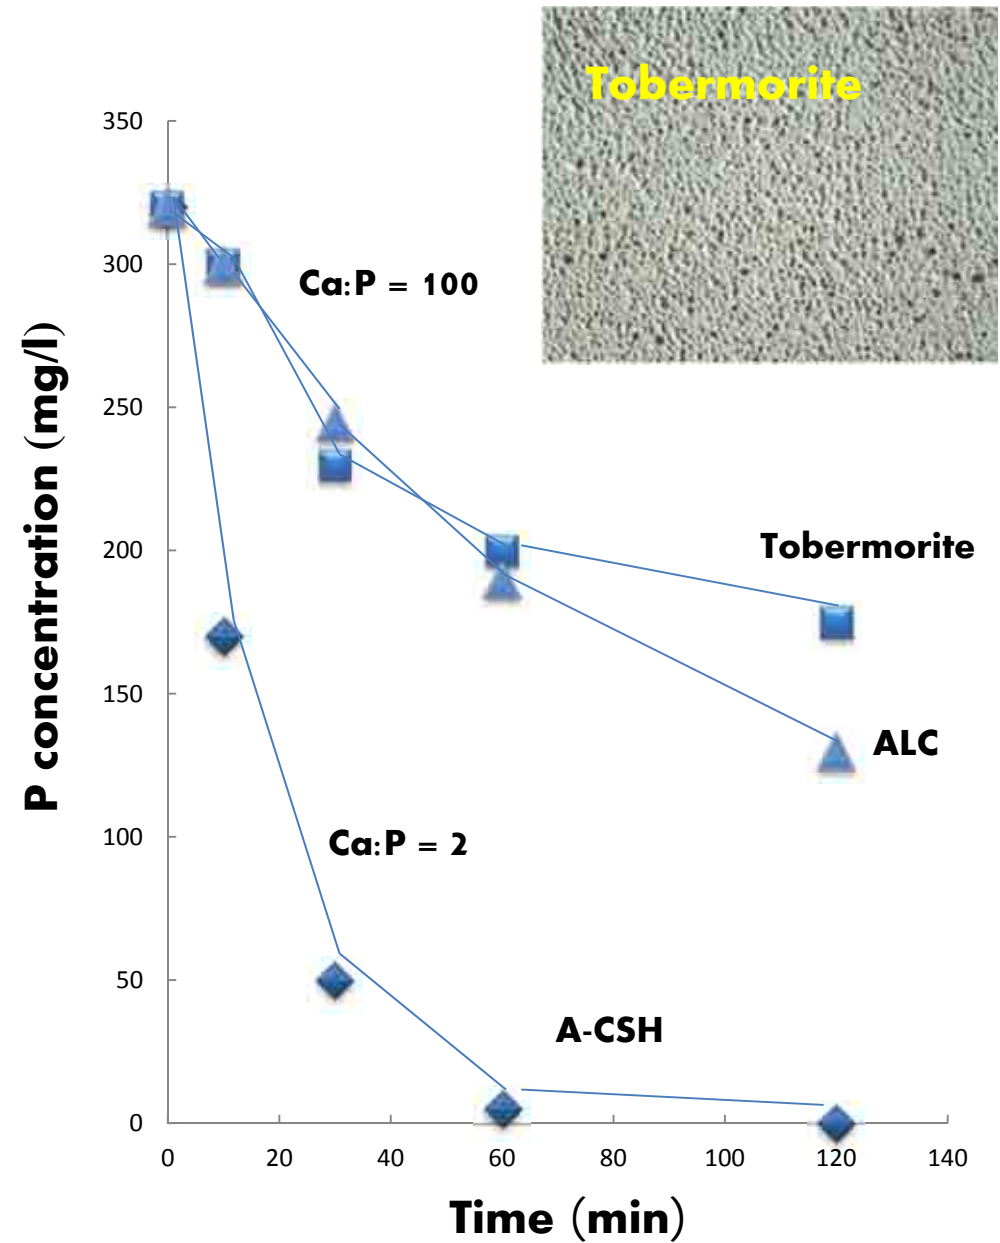 Tobermorite
350
300
250
200
150
100
50
0
P concentration (mg/l)
Ca:P = 100
Tobermorite
ALC
Ca:P = 2
A-CSH
0 20 40 60 80 100 120 140
Time (min)